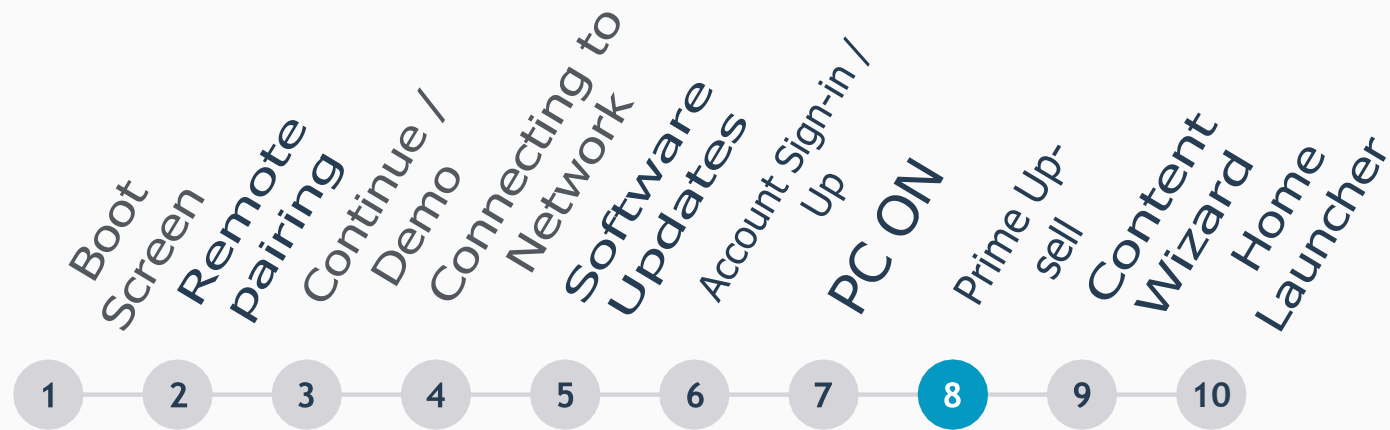 Boot
Screen
Remote
pairing
Continue /
Demo
Connecting to
Network
Software
Updates
Account Sign-in /
Up
PC ON
Prime Up-
sell
Content
Wizard
Home
Launcher
1
2
3
4
5
6
7
8
9
10